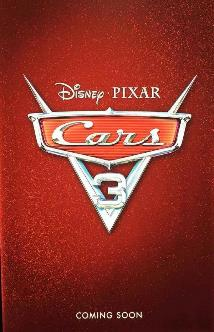 DISNEY · PIXAR
Cars
3
COMING SOON